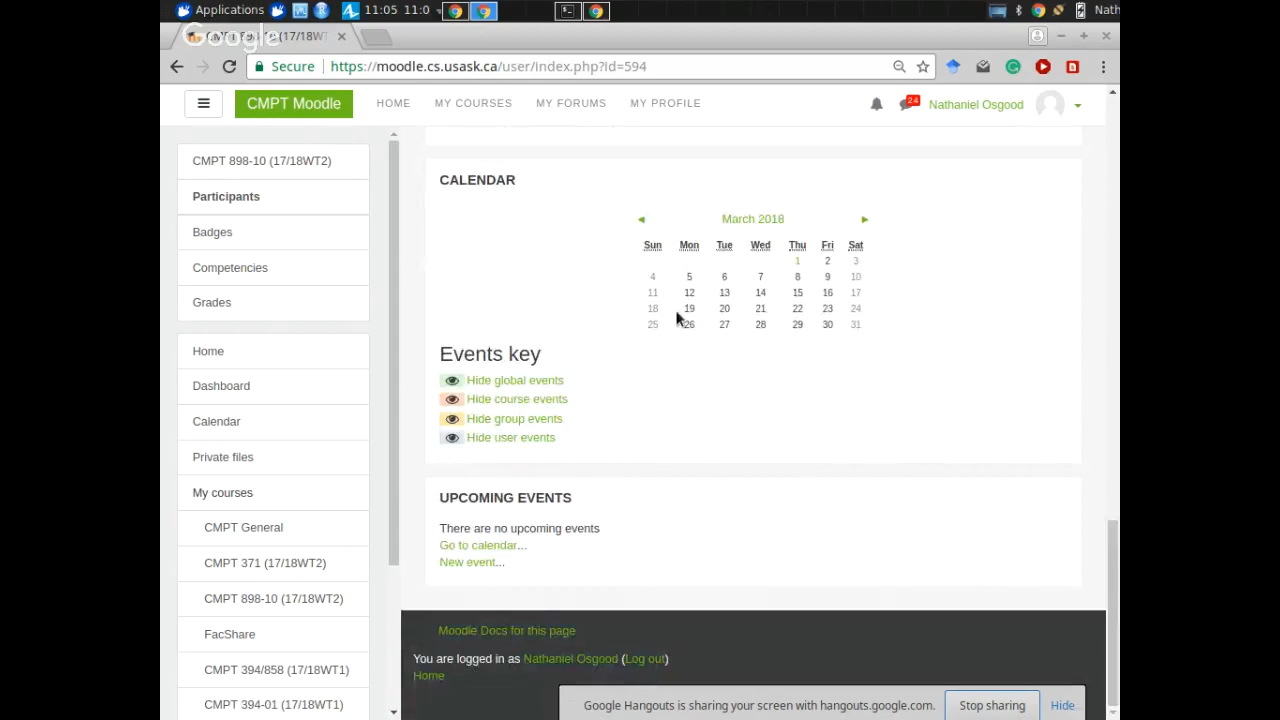 Applications 11:05 11:0 Nath
Google
Secure https://moodle.cs.usask.ca/user/index.php?id=594
CMPT Moodle HOME MY COURSES MY FORUMS MY PROFILE 24 Nathaniel Osgood
CMPT 898-10 (17/18WT2)
Participants
Badges
Competencies
Grades
Home
Dashboard
Calendar
Private files
My courses
CMPT General
CMPT 371 (17/18WT2)
CMPT 898-10 (17/18WT2)
FacShare
CMPT 394/858 (17/18WT1)
CMPT 394-01 (17/18WT1)
CALENDAR
◄ March 2018 ►
Sun Mon Tue Wed Thu Fri Sat
1 2 3
4 5 6 7 8 9 10
11 12 13 14 15 16 17
18 19 20 21 22 23 24
25 26 27 28 29 30 31
Events key
Hide global events
Hide course events
Hide group events
Hide user events
UPCOMING EVENTS
There are no upcoming events
Go to calendar...
New event...
Moodle Docs for this page
You are logged in as Nathaniel Osgood (Log out)
Home
Google Hangouts is sharing your screen with hangouts.google.com. Stop sharing Hide